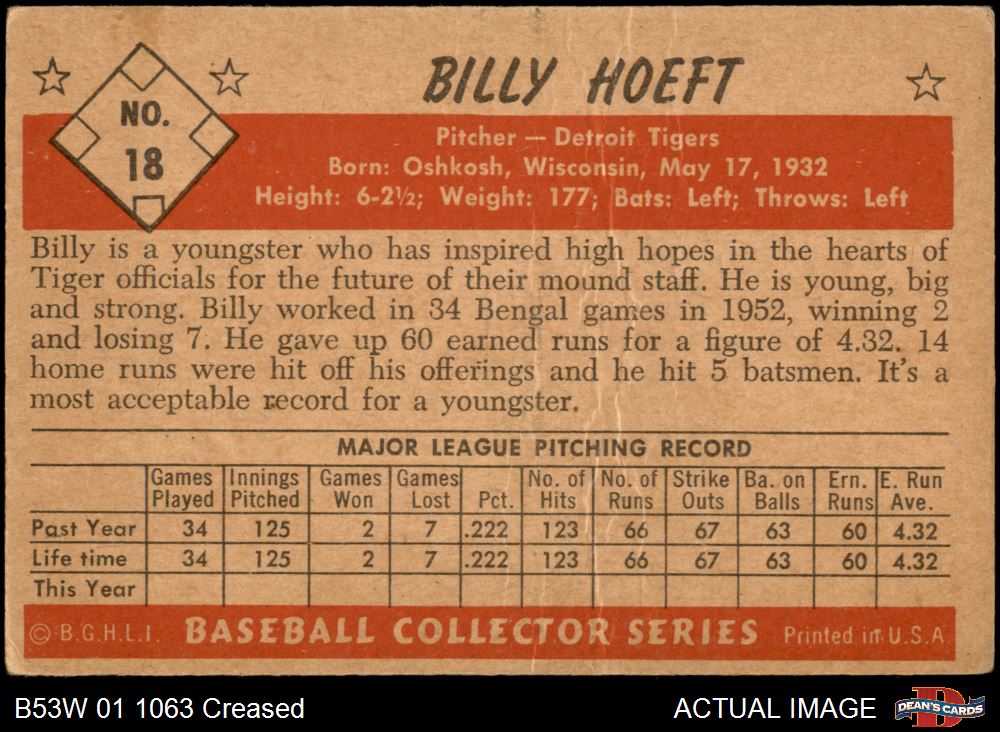 NO.
18
BILLY HOEFT
Pitcher — Detroit Tigers
Born: Oshkosh, Wisconsin, May 17, 1932
Height: 6-2½; Weight: 177; Bats: Left; Throws: Left
Billy is a youngster who has inspired high hopes in the hearts of
Tiger officials for the future of their mound staff. He is young, big
and strong. Billy worked in 34 Bengal games in 1952, winning 2
and losing 7. He gave up 60 earned runs for a figure of 4.32. 14
home runs were hit off his offerings and he hit 5 batsmen. It's a
most acceptable record for a youngster.
MAJOR LEAGUE PITCHING RECORD
Games Innings Games Games No. of No. of Strike Ba. on Ern. E. Run
Played Pitched Won Lost Pct. Hits Runs Outs Balls Runs Ave.
Past Year 34 125 2 7 .222 123 66 67 63 60 4.32
Life time 34 125 2 7 .222 123 66 67 63 60 4.32
This Year
© B.G.H.L.I. BASEBALL COLLECTOR SERIES Printed in U.S.A
B53W 01 1063 Creased ACTUAL IMAGE DEAN'S CARDS